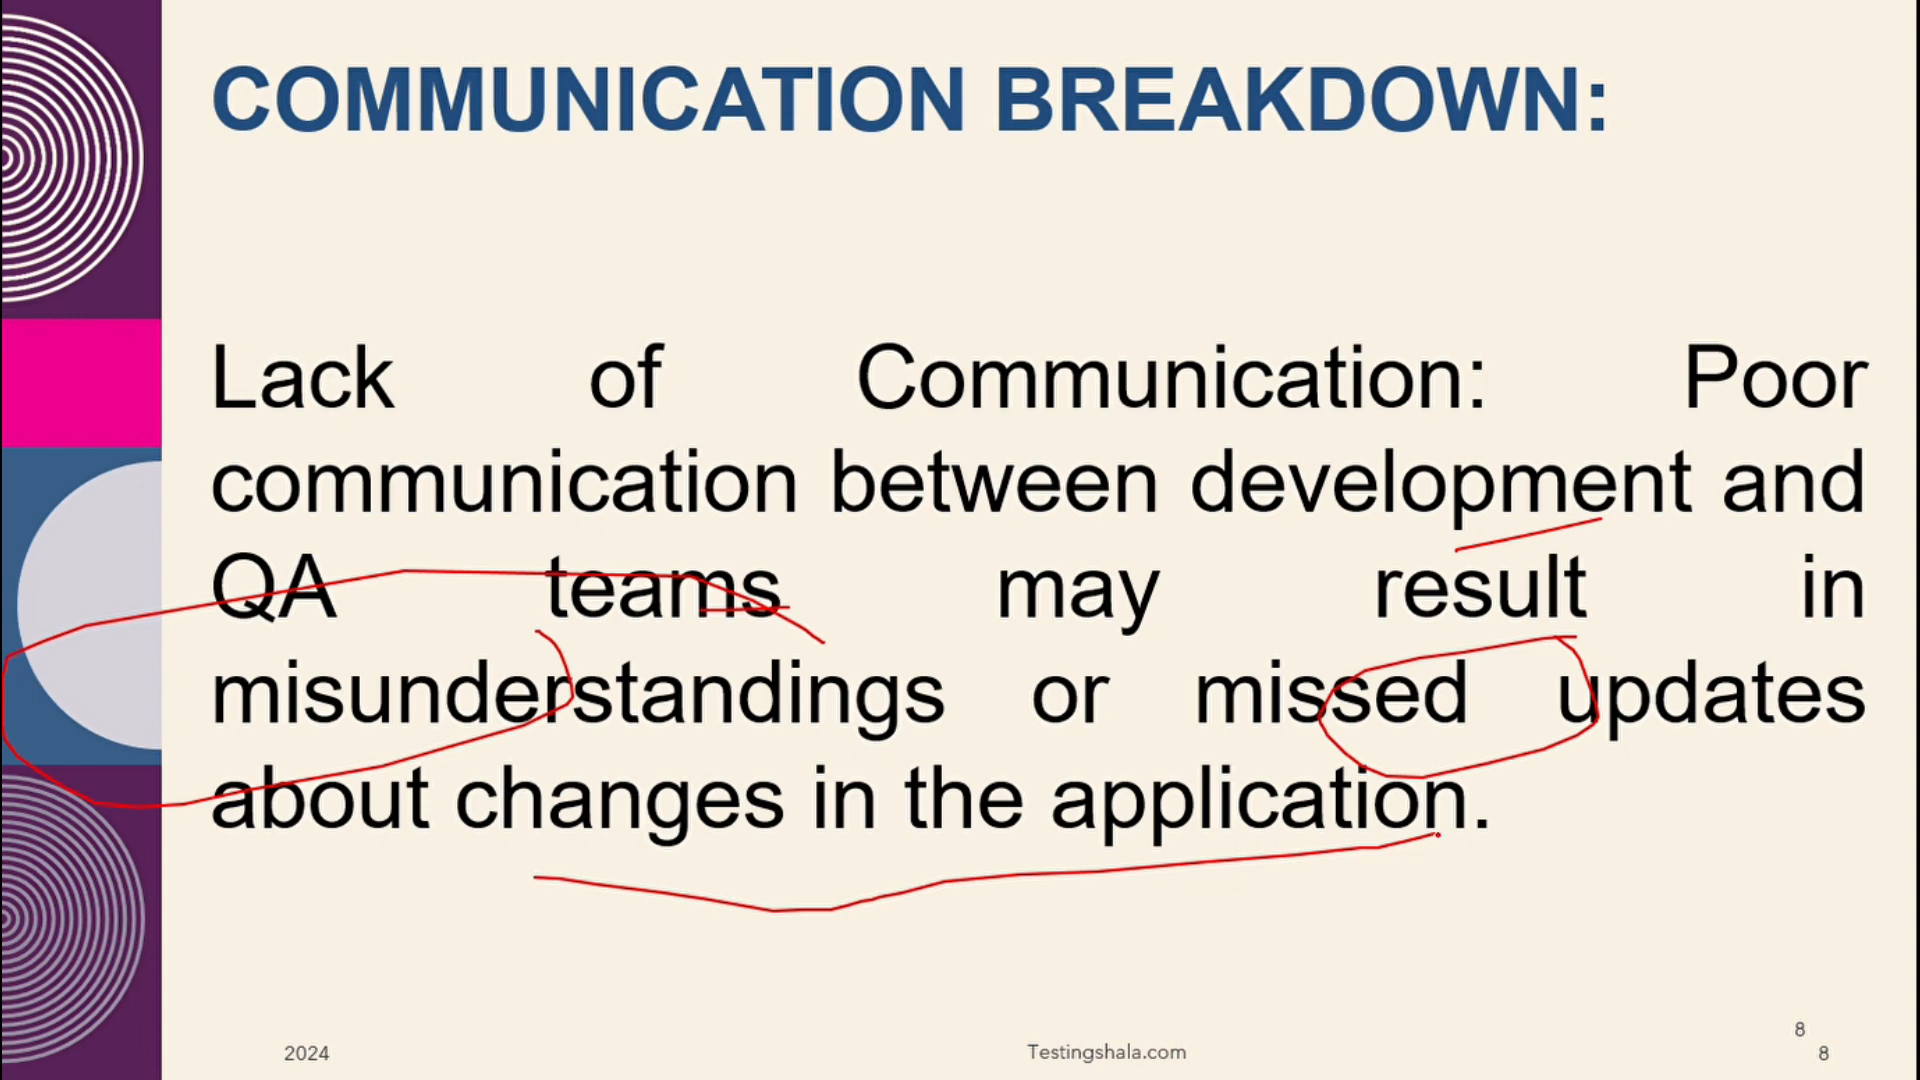 COMMUNICATION BREAKDOWN:
Lack of Communication: Poor
communication between development and
QA teams may result in
misunderstandings or missed updates
about changes in the application.
8
2024 Testingshala.com 8